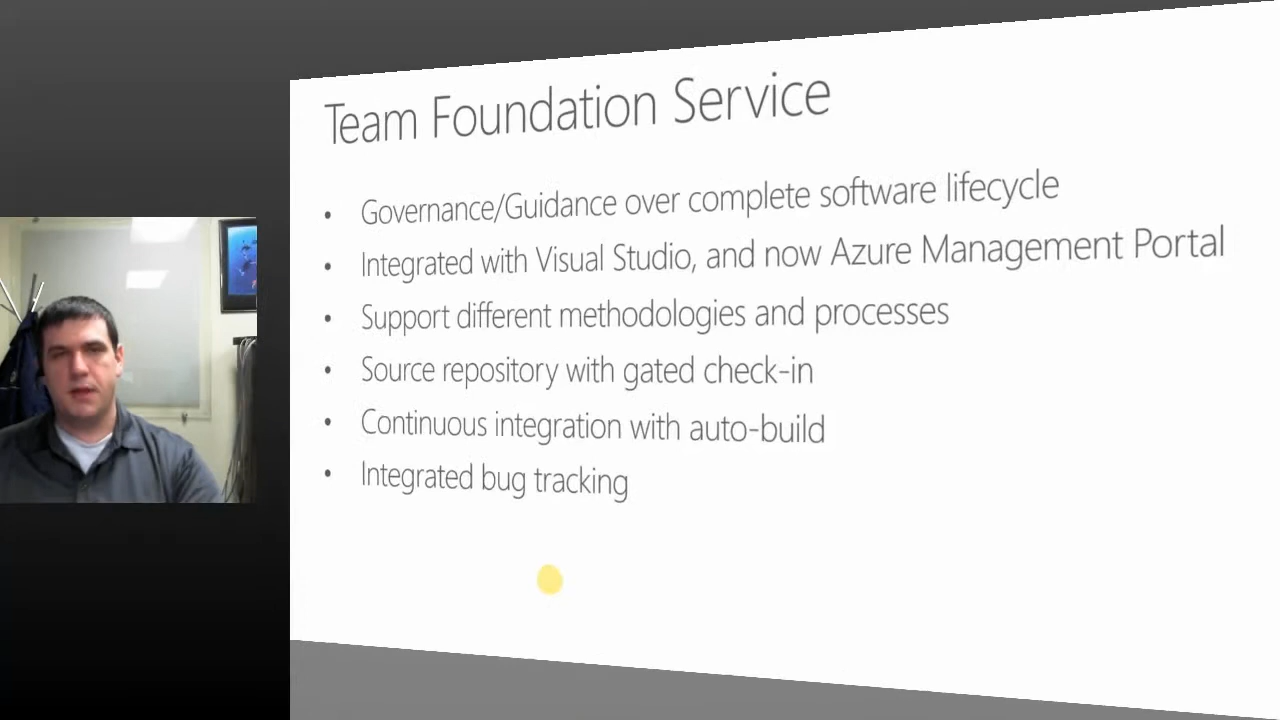 Team Foundation Service
• Governance/Guidance over complete software lifecycle
• Integrated with Visual Studio, and now Azure Management Portal
• Support different methodologies and processes
• Source repository with gated check-in
• Continuous integration with auto-build
• Integrated bug tracking